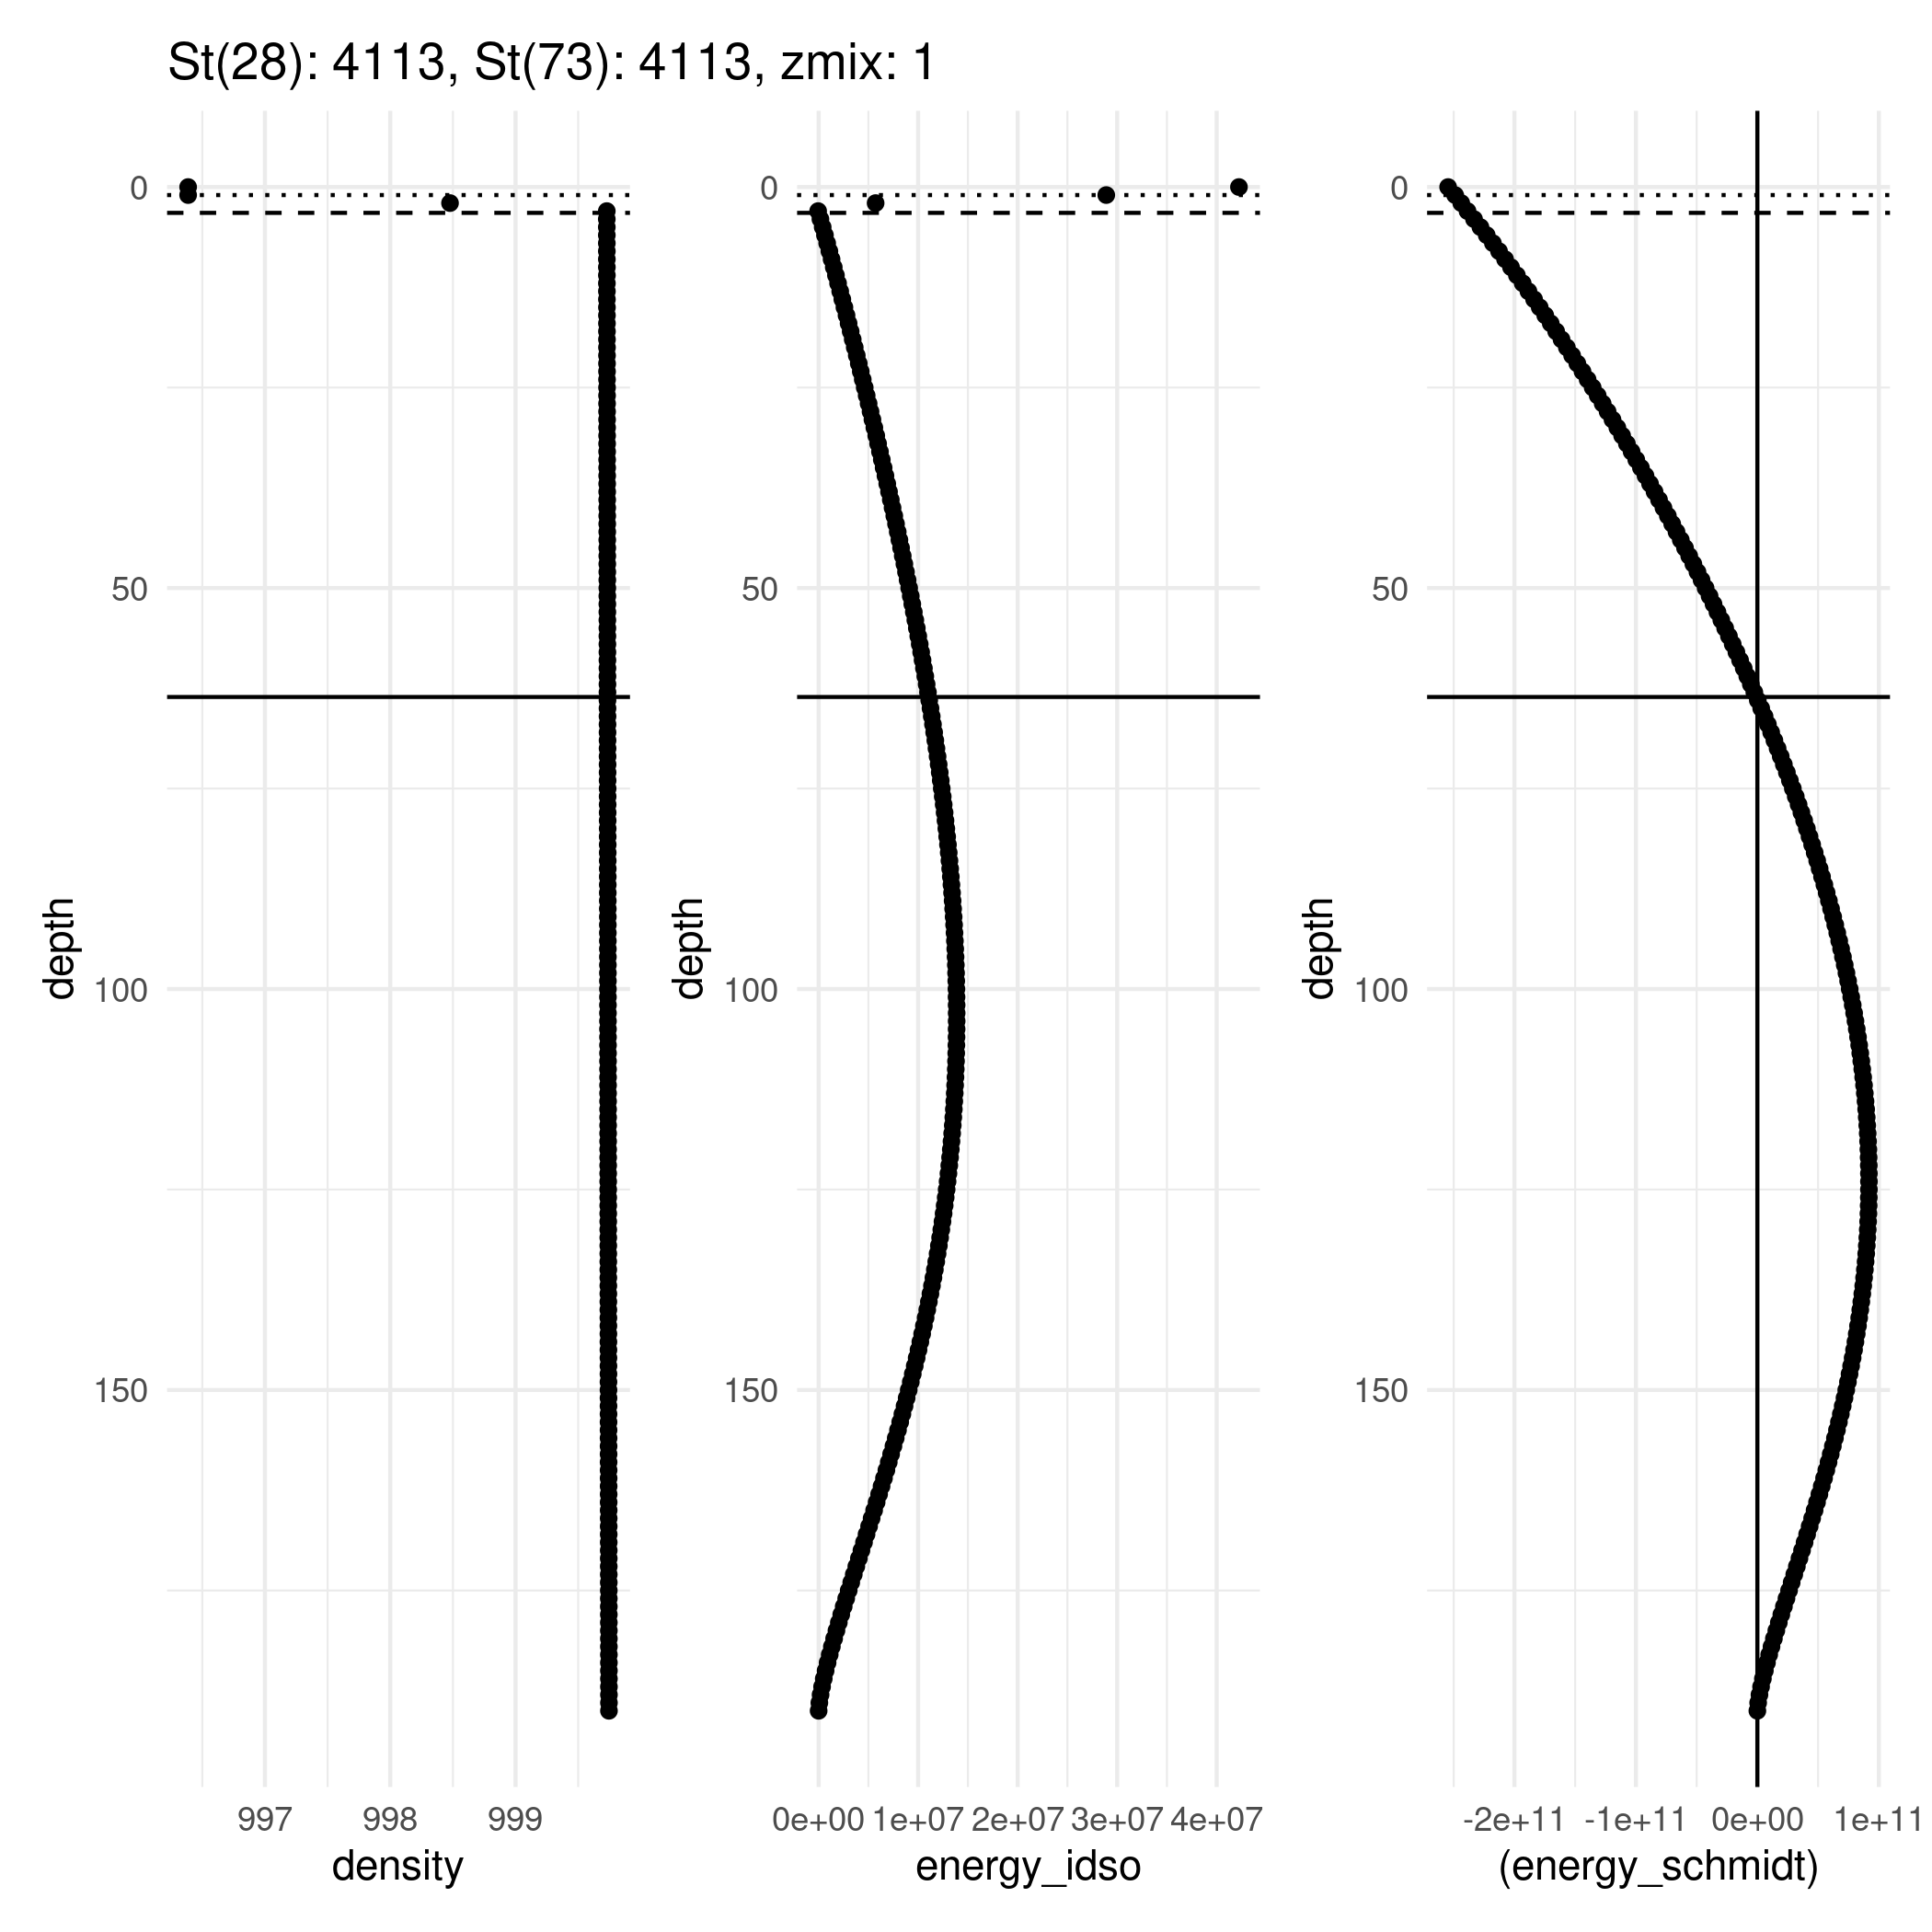 St(28): 4113, St(73): 4113, zmix: 1
0
50
100
150
depth
997 998 999
density
0
50
100
150
depth
0e+00 1e+07 2e+07 3e+07 4e+07
energy_idso
0
50
100
150
depth
-2e+11 -1e+11 0e+00 1e+11
(energy_schmidt)